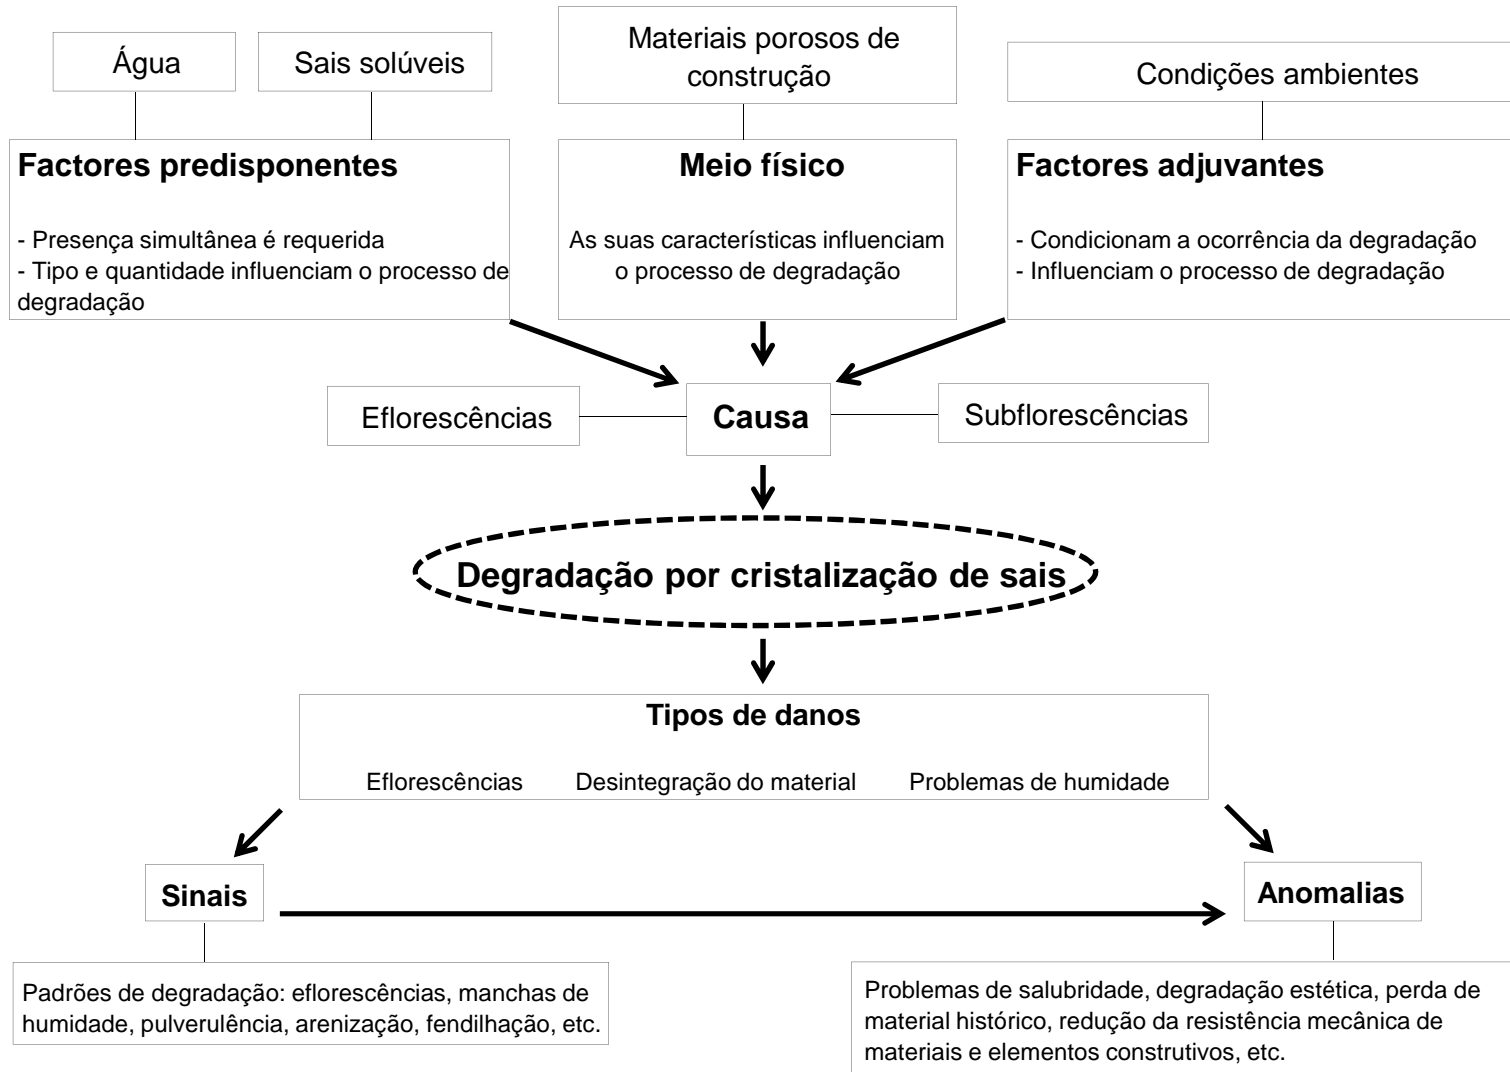 Água
Sais solúveis
Materiais porosos de
construção
Condições ambientes
Factores predisponentes
- Presença simultânea é requerida
- Tipo e quantidade influenciam o processo de
degradação
Meio físico
As suas características influenciam
o processo de degradação
Factores adjuvantes
- Condicionam a ocorrência da degradação
- Influenciam o processo de degradação
Eflorescências
Causa
Subflorescências
Degradação por cristalização de sais
Tipos de danos
Eflorescências
Desintegração do material
Problemas de humidade
Sinais
Anomalias
Padrões de degradação: eflorescências, manchas de
humidade, pulverulência, arenização, fendilhação, etc.
Problemas de salubridade, degradação estética, perda de
material histórico, redução da resistência mecânica de
materiais e elementos construtivos, etc.